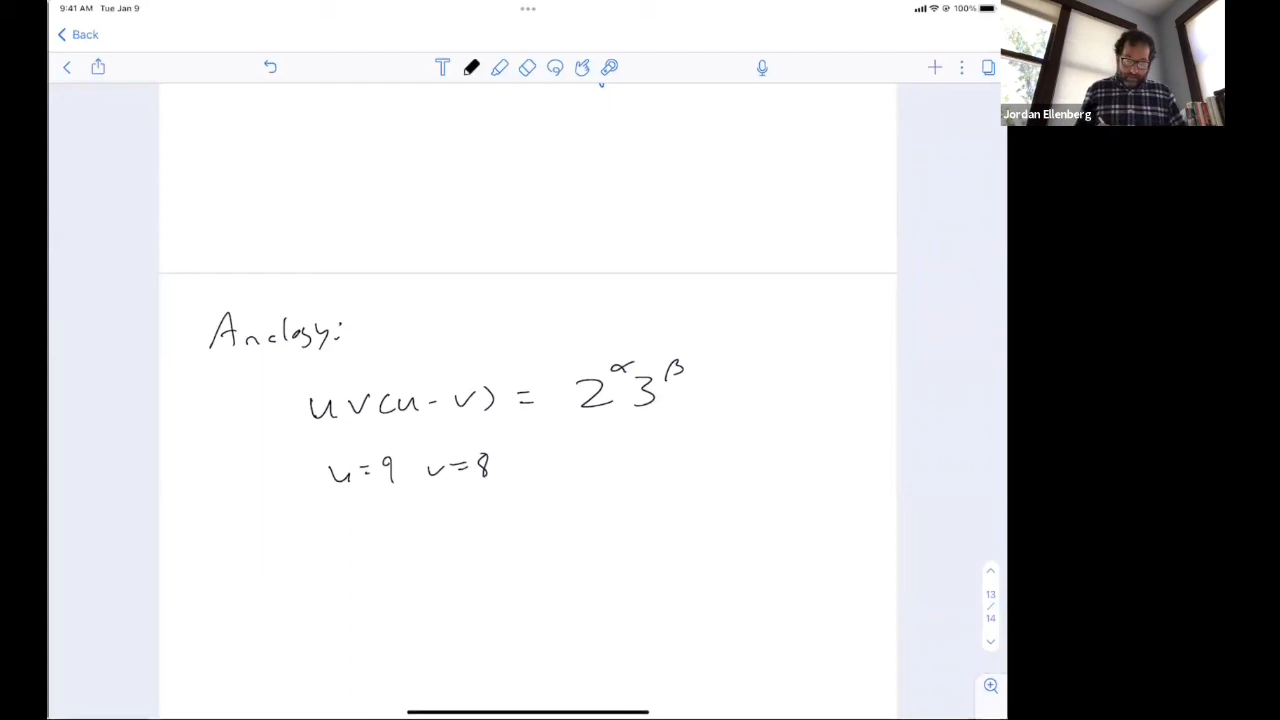 9:41 AM Tue Jan 9
100%
Back
T
Jordan Ellenberg
Analogy:
uv(u-v) = 2^α 3^β
u=9 v=8
13
/
14